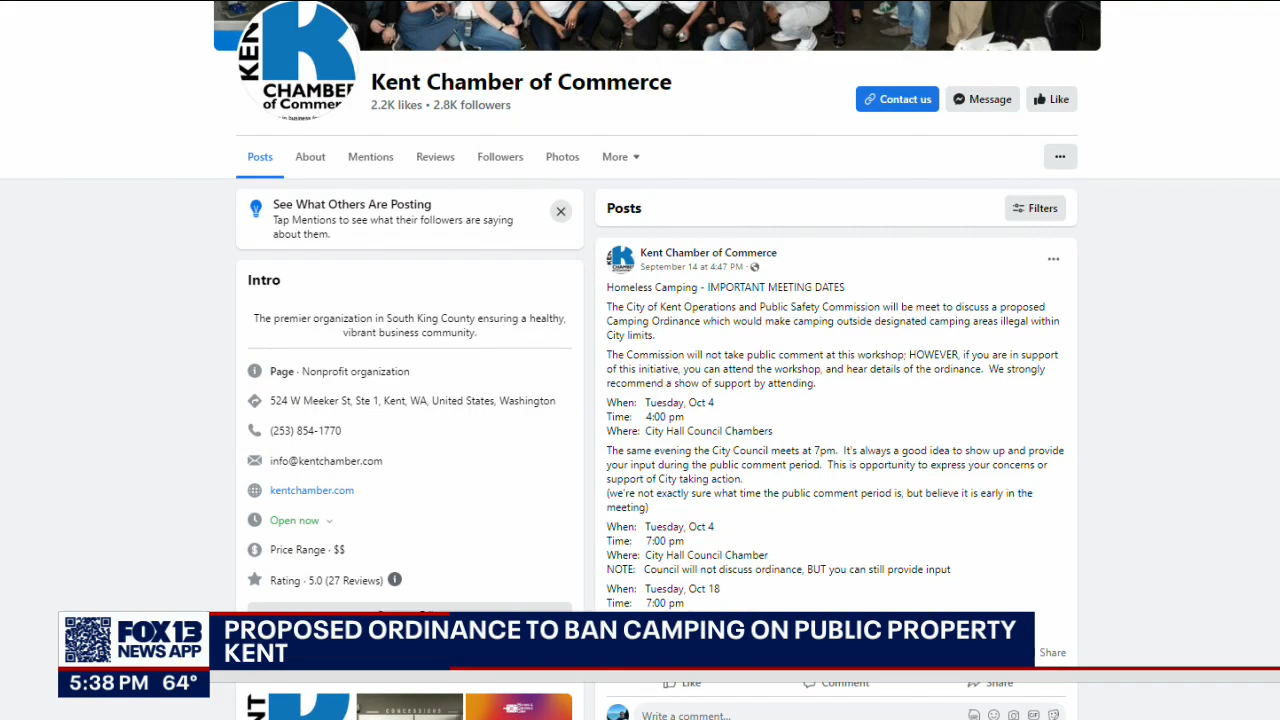 KEN
CHAMBER
of Commer
Kent Chamber of Commerce
2.2K likes • 2.8K followers
Contact us
Message
Like
Posts
About
Mentions
Reviews
Followers
Photos
More
See What Others Are Posting
Tap Mentions to see what their followers are saying
about them.
Intro
The premier organization in South King County ensuring a healthy,
vibrant business community.
Page · Nonprofit organization
524 W Meeker St, Ste 1, Kent, WA, United States, Washington
(253) 854-1770
info@kentchamber.com
kentchamber.com
Open now
Price Range · $$
Rating · 5.0 (27 Reviews)
Posts
Filters
Kent Chamber of Commerce
September 14 at 4:47 PM ·
Homeless Camping - IMPORTANT MEETING DATES
The City of Kent Operations and Public Safety Commission will be meet to discuss a proposed
Camping Ordinance which would make camping outside designated camping areas illegal within
City limits.
The Commission will not take public comment at this workshop; HOWEVER, if you are in support
of this initiative, you can attend the workshop, and hear details of the ordinance. We strongly
recommend a show of support by attending.
When: Tuesday, Oct 4
Time: 4:00 pm
Where: City Hall Council Chambers
The same evening the City Council meets at 7pm. It's always a good idea to show up and provide
your input during the public comment period. This is opportunity to express your concerns or
support of City taking action.
(we're not exactly sure what time the public comment period is, but believe it is early in the
meeting)
When: Tuesday, Oct 4
Time: 7:00 pm
Where: City Hall Council Chamber
NOTE: Council will not discuss ordinance, BUT you can still provide input
When: Tuesday, Oct 18
Time: 7:00 pm
Share
Like
Comment
Share
Write a comment...
CONCESSIONS
FOX 13
NEWS APP
PROPOSED ORDINANCE TO BAN CAMPING ON PUBLIC PROPERTY
KENT
5:38 PM 64°